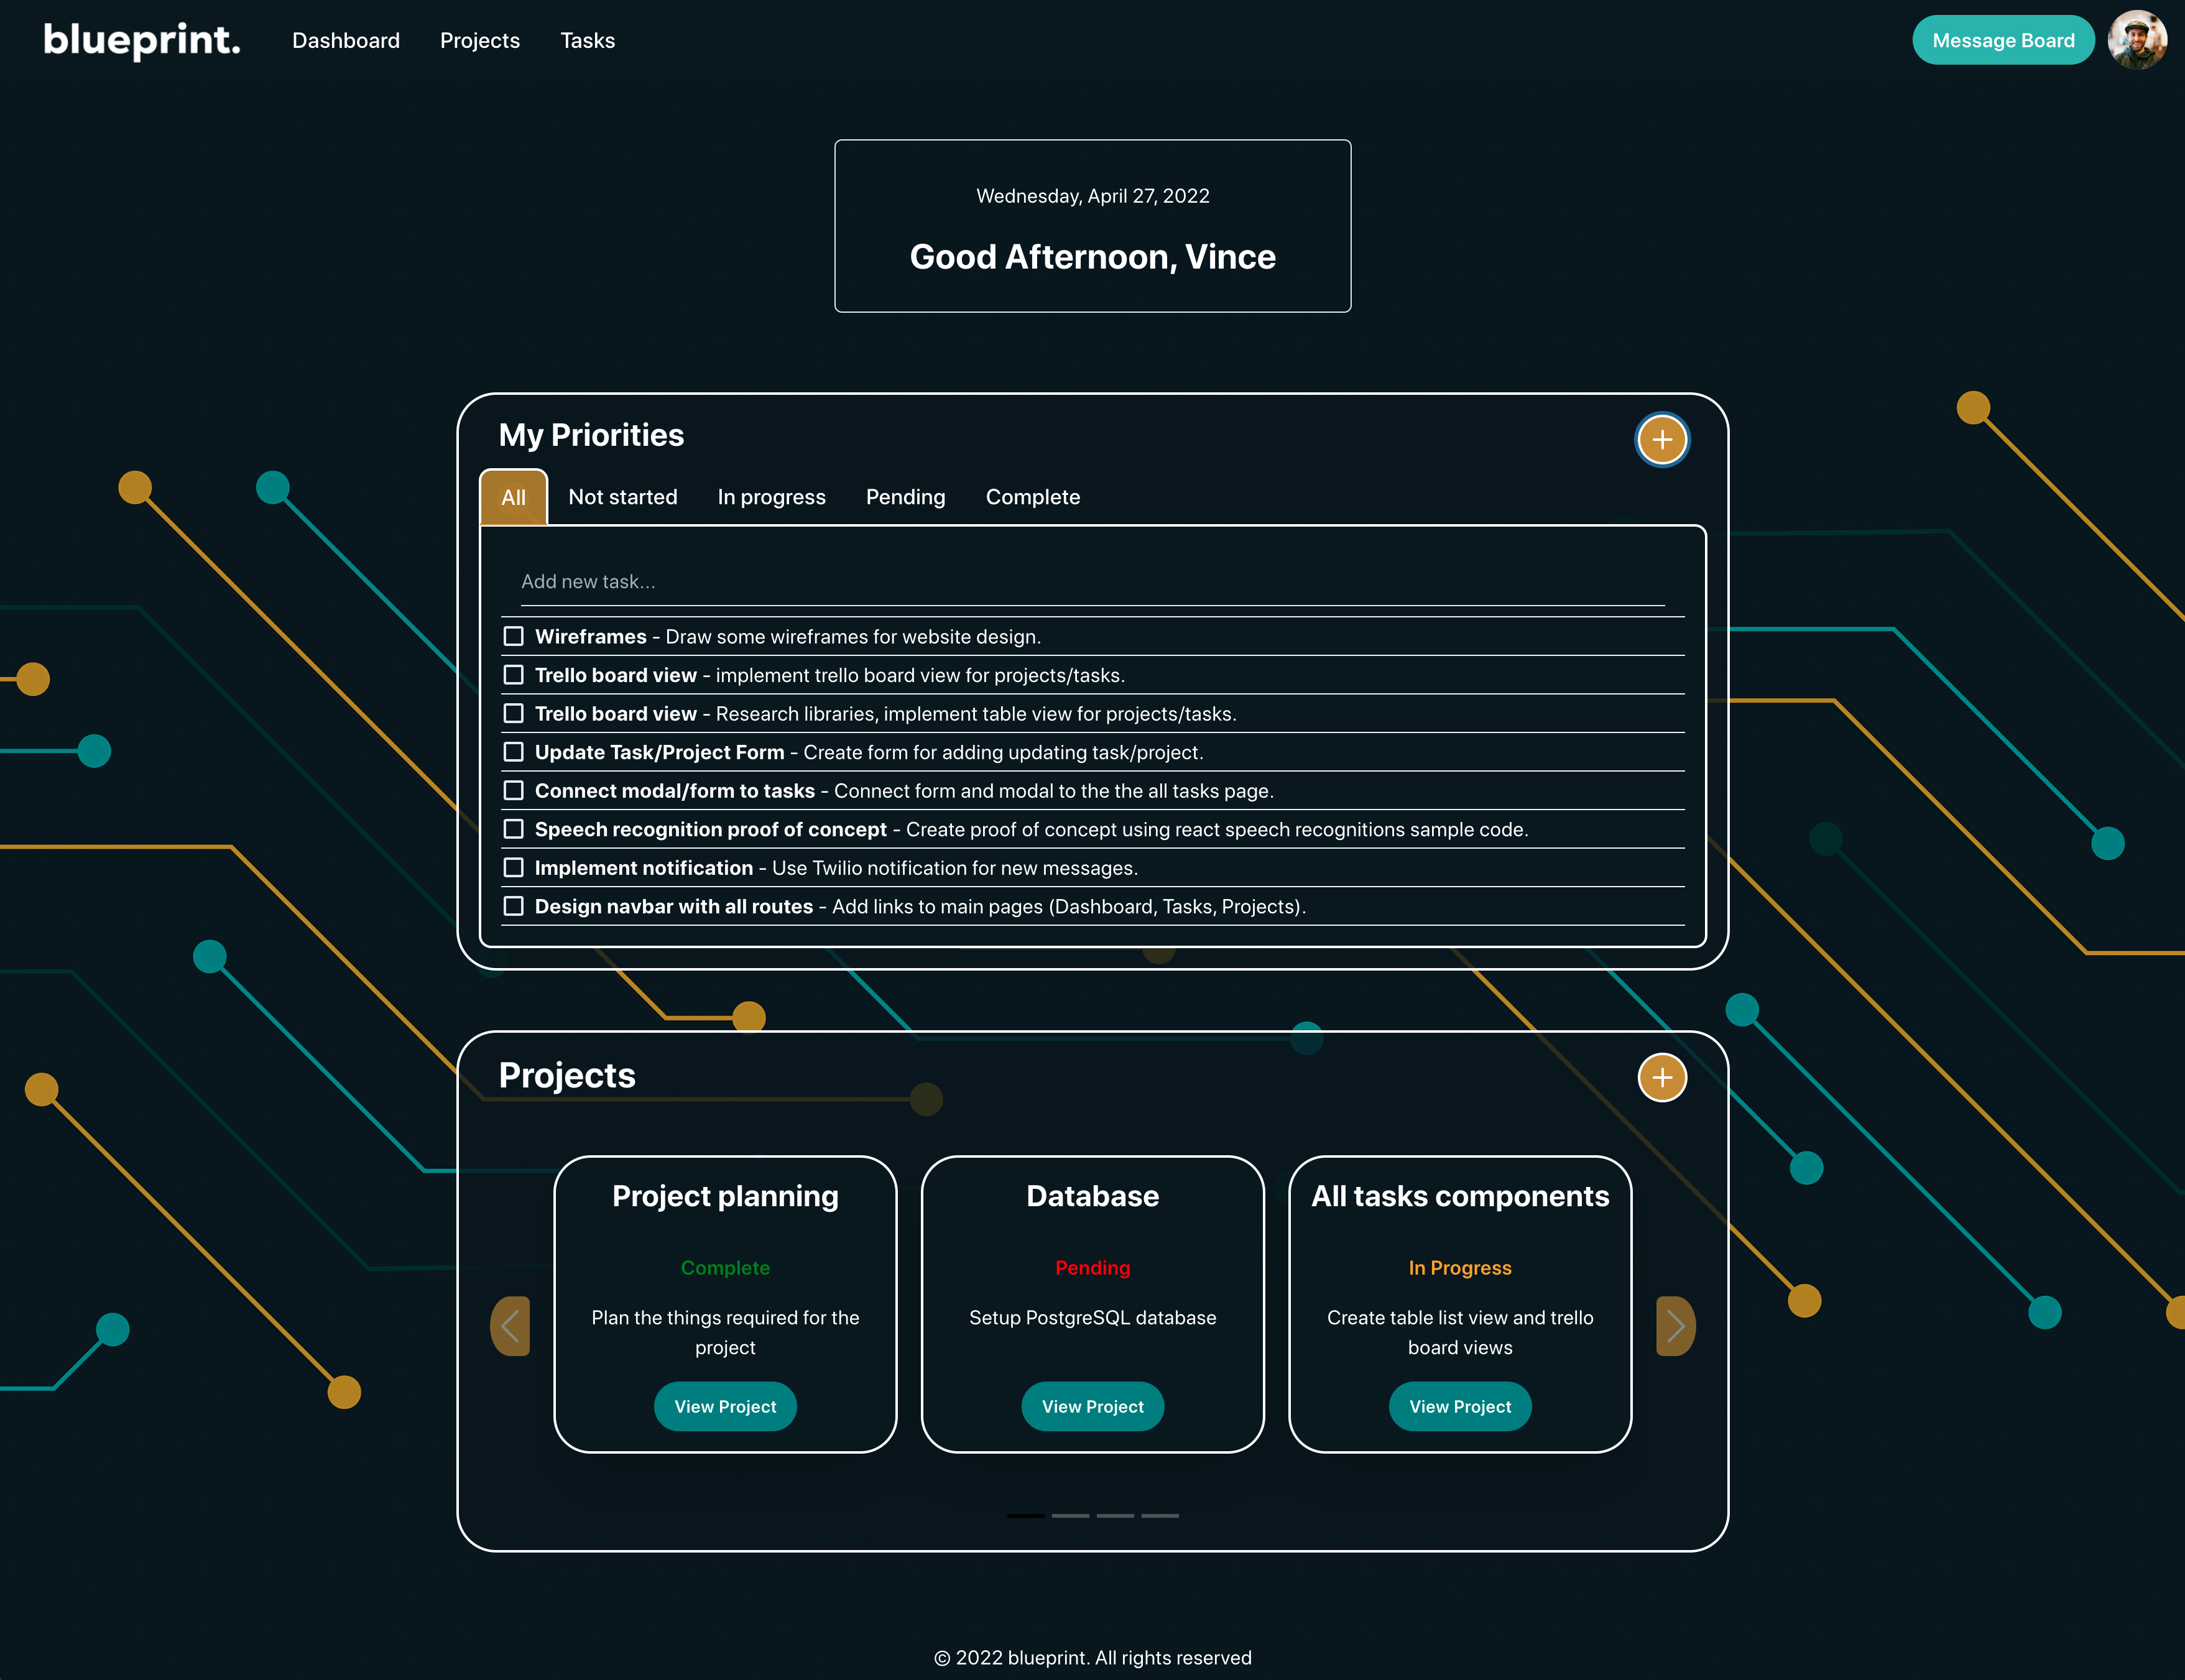 blueprint.
Dashboard
Projects
Tasks
Message Board
Wednesday, April 27, 2022
Good Afternoon, Vince
My Priorities
All
Not started
In progress
Pending
Complete
Add new task...
Wireframes - Draw some wireframes for website design.
Trello board view - implement trello board view for projects/tasks.
Trello board view - Research libraries, implement table view for projects/tasks.
Update Task/Project Form - Create form for adding updating task/project.
Connect modal/form to tasks - Connect form and modal to the the all tasks page.
Speech recognition proof of concept - Create proof of concept using react speech recognitions sample code.
Implement notification - Use Twilio notification for new messages.
Design navbar with all routes - Add links to main pages (Dashboard, Tasks, Projects).
Projects
Project planning
Complete
Plan the things required for the
project
View Project
Database
Pending
Setup PostgreSQL database
View Project
All tasks components
In Progress
Create table list view and trello
board views
View Project
© 2022 blueprint. All rights reserved